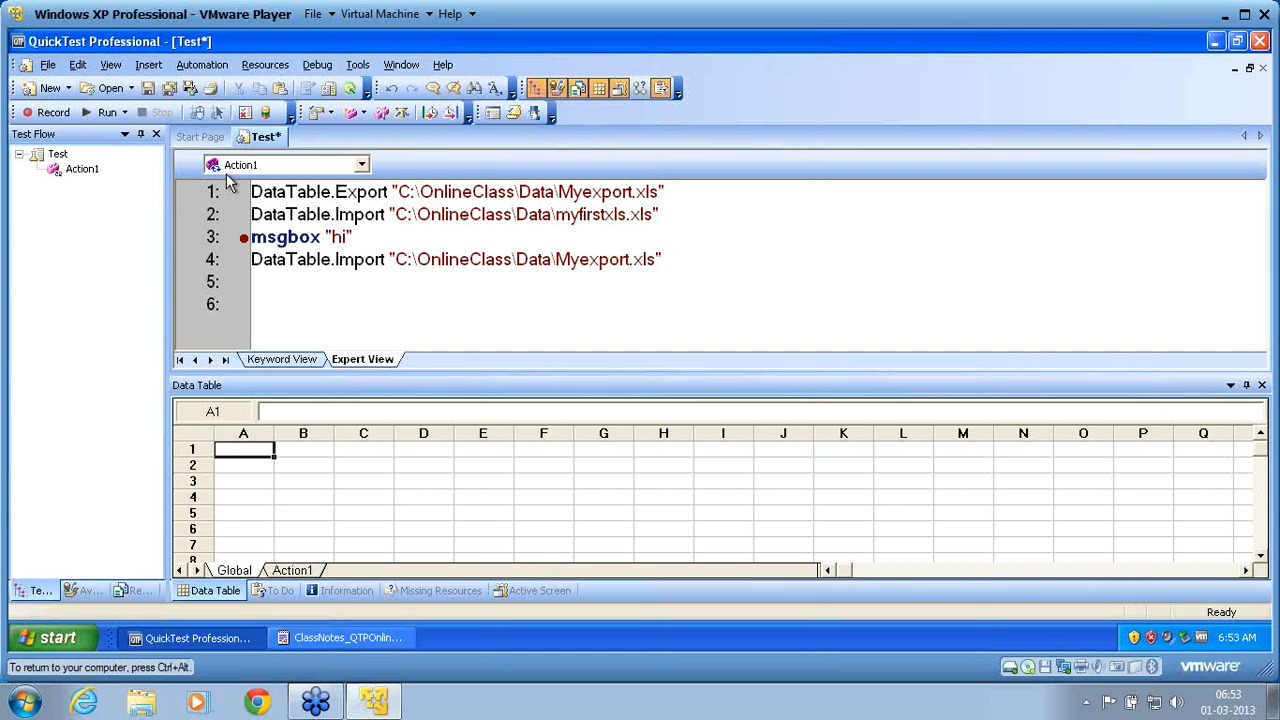 Windows XP Professional - VMware Player File Virtual Machine Help
QuickTest Professional - [Test*]
File Edit View Insert Automation Resources Debug Tools Window Help
New Open
Record Run Stop
Test Flow
Start Page Test*
Test
Action1
Action1
1: DataTable.Export "C:\OnlineClass\Data\Myexport.xls"
2: DataTable.Import "C:\OnlineClass\Data\myfirstxls.xls"
3: msgbox "hi"
4: DataTable.Import "C:\OnlineClass\Data\Myexport.xls"
5:
6:
Keyword View Expert View
Data Table
A1
A B C D E F G H I J K L M N O P Q
1
2
3
4
5
6
7
8
Global Action1
Te... Av... Re... Data Table To Do Information Missing Resources Active Screen
Ready
start QuickTest Profession... ClassNotes_QTPOnlin... 6:53 AM
To return to your computer, press Ctrl+Alt. vmware
06:53
01-03-2013